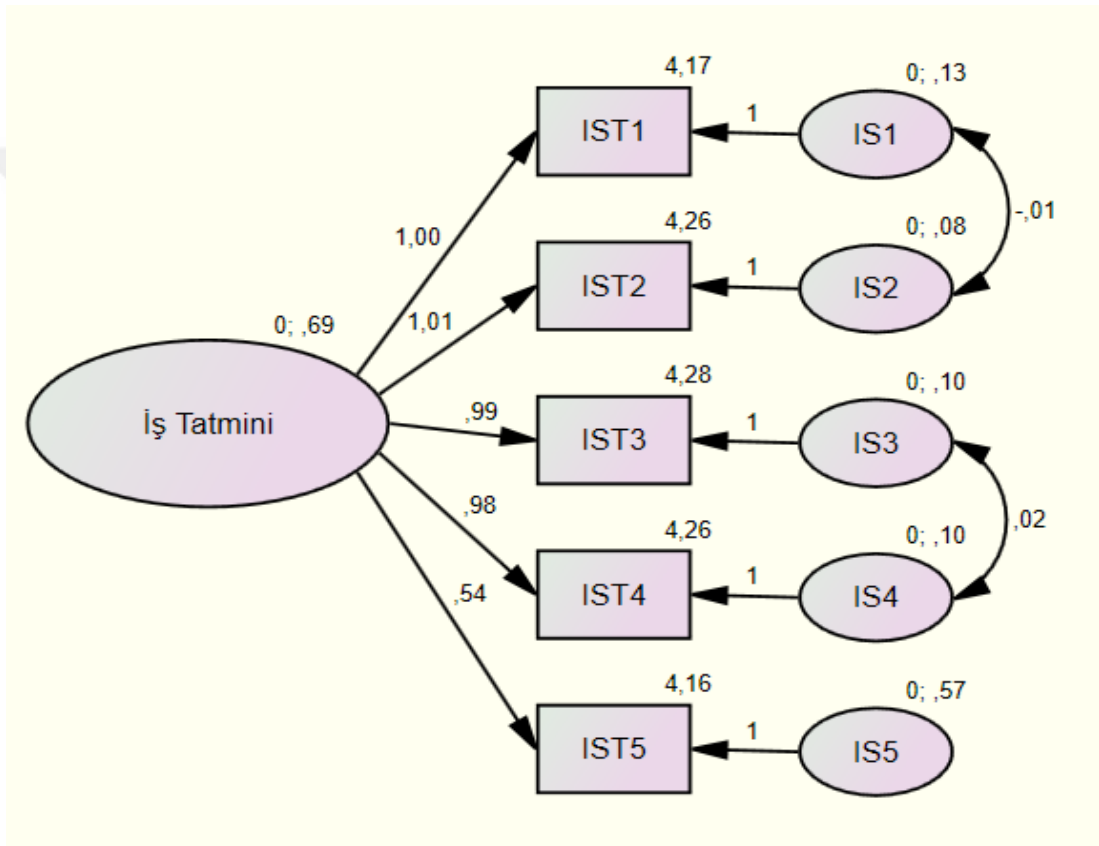 4,17
0; ,13
IST1
1
IS1
-,01
1,00
4,26
0; ,08
IST2
1
IS2
1,01
0; ,69
İş Tatmini
4,28
0; ,10
,99
IST3
1
IS3
,02
,98
4,26
0; ,10
IST4
1
IS4
,54
4,16
0; ,57
IST5
1
IS5